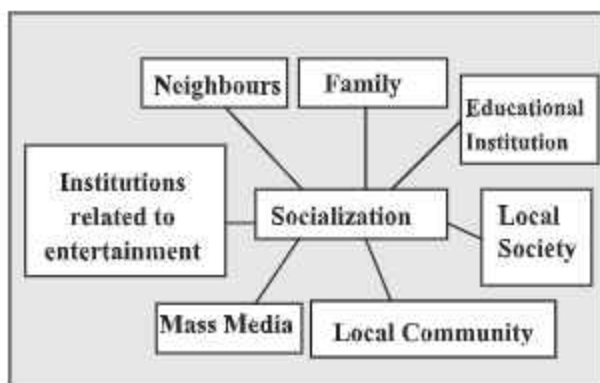 Neighbours
Family
Educational
Institution
Institutions
related to
entertainment
Socialization
Local
Society
Mass Media
Local Community